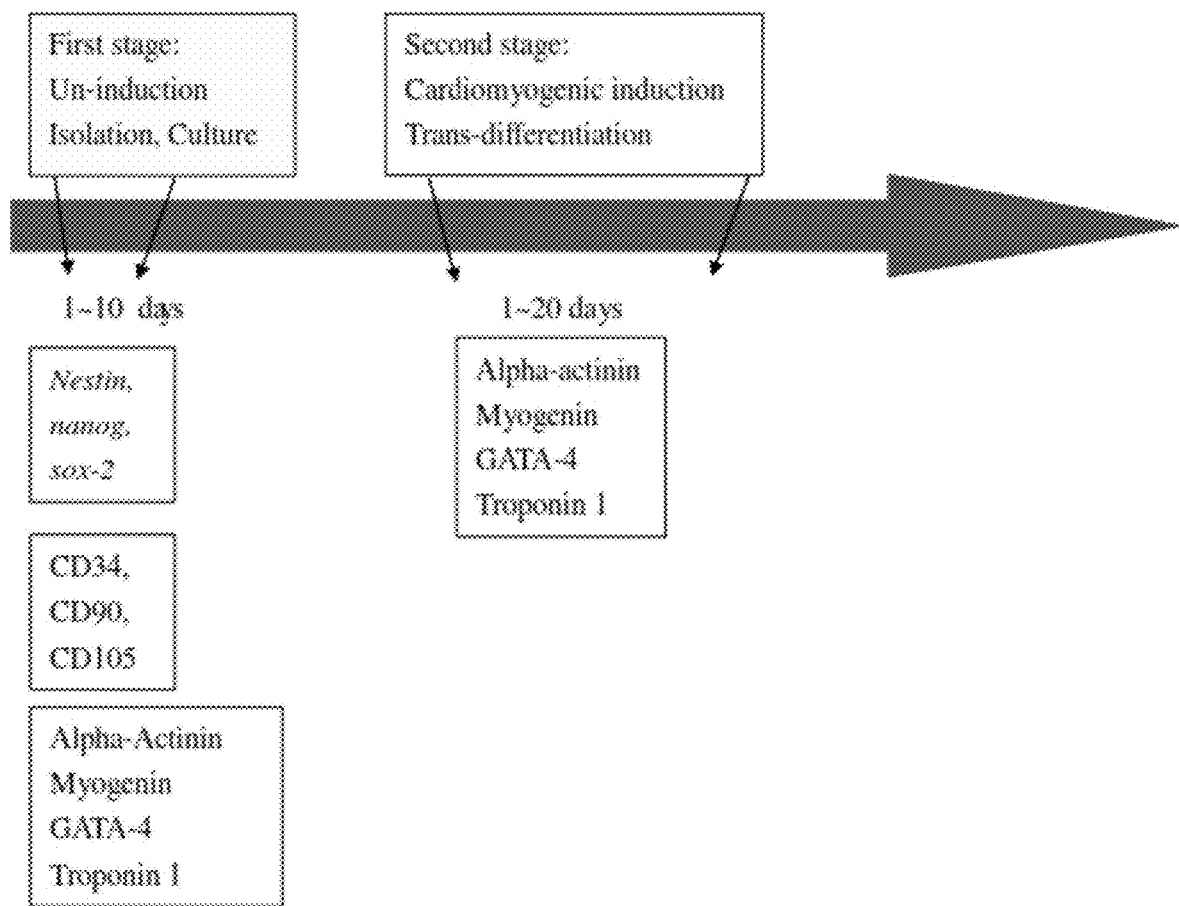 First stage:
Un-induction
Isolation, Culture
Second stage:
Cardiomyogenic induction
Trans-differentiation
1~10 days
1~20 days
Nestin,
nanog,
sox-2
Alpha-actinin
Myogenin
GATA-4
Troponin 1
CD34,
CD90,
CD105
Alpha-Actinin
Myogenin
GATA-4
Troponin 1